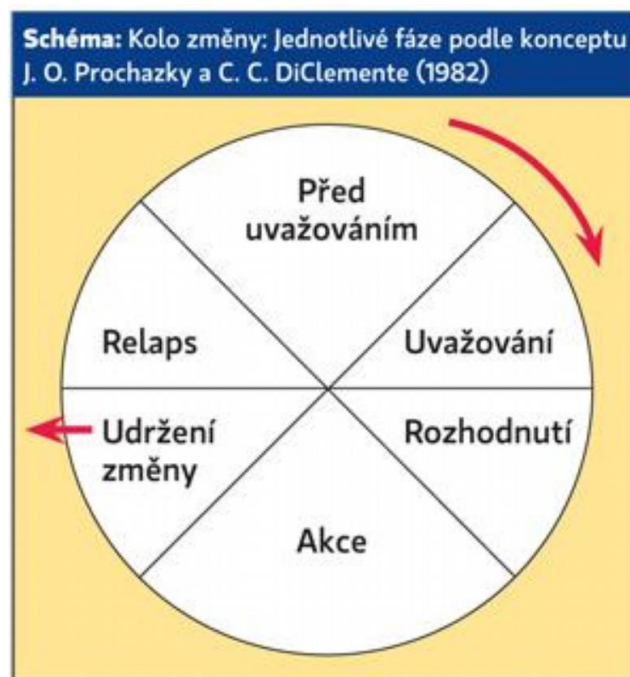 Schéma: Kolo změny: Jednotlivé fáze podle konceptu
J. O. Prochazky a C. C. DiClemente (1982)
Před
uvažováním
Uvažování
Rozhodnutí
Akce
Udržení
změny
Relaps